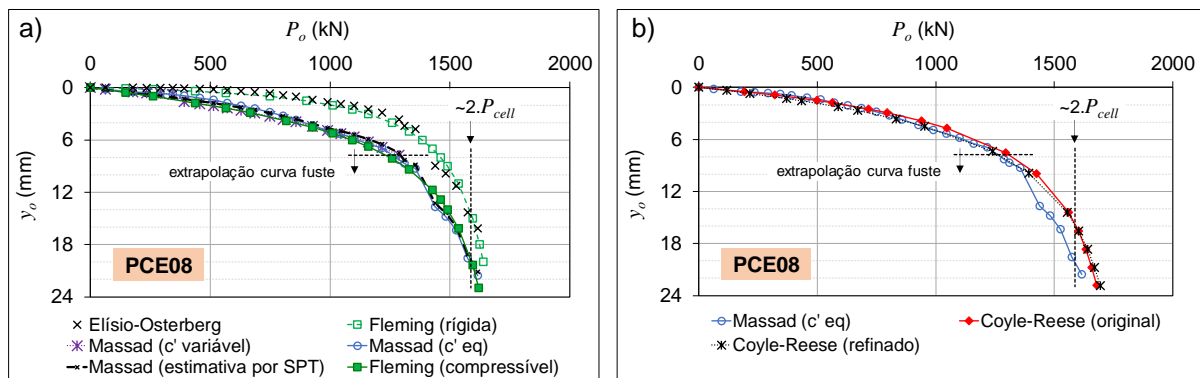 a)
P_o (kN)
0 500 1000 1500 2000
0
6
12
18
24
y_o (mm)
~2.P_cell
extrapolação curva fuste
PCE08
Elísio-Osterberg
Fleming (rígida)
Massad (c' variável)
Massad (c' eq)
Massad (estimativa por SPT)
Fleming (compressível)
b)
P_o (kN)
0 500 1000 1500 2000
0
6
12
18
24
y_o (mm)
~2.P_cell
extrapolação curva fuste
PCE08
Massad (c' eq)
Coyle-Reese (original)
Coyle-Reese (refinado)